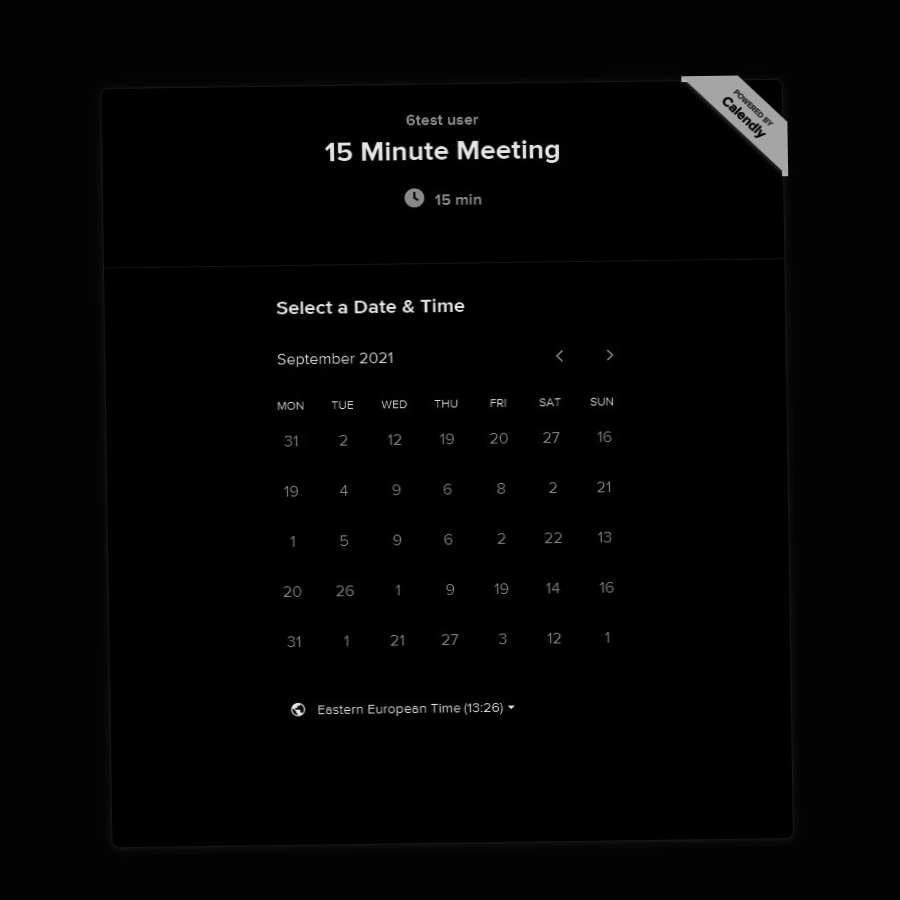 POWERED BY
Calendly
6test user
15 Minute Meeting
15 min
Select a Date & Time
September 2021
MON TUE WED THU FRI SAT SUN
31 2 12 19 20 27 16
19 4 9 6 8 2 21
1 5 9 6 2 22 13
20 26 1 9 19 14 16
31 1 21 27 3 12 1
Eastern European Time (13:26)